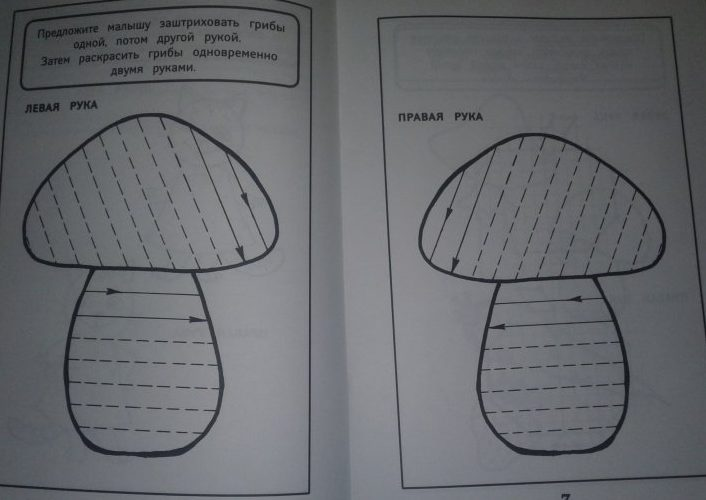 Предложите малышу заштриховать грибы
одной, потом другой рукой.
Затем раскрасить грибы одновременно
двумя руками.
ЛЕВАЯ РУКА
ПРАВАЯ РУКА
7